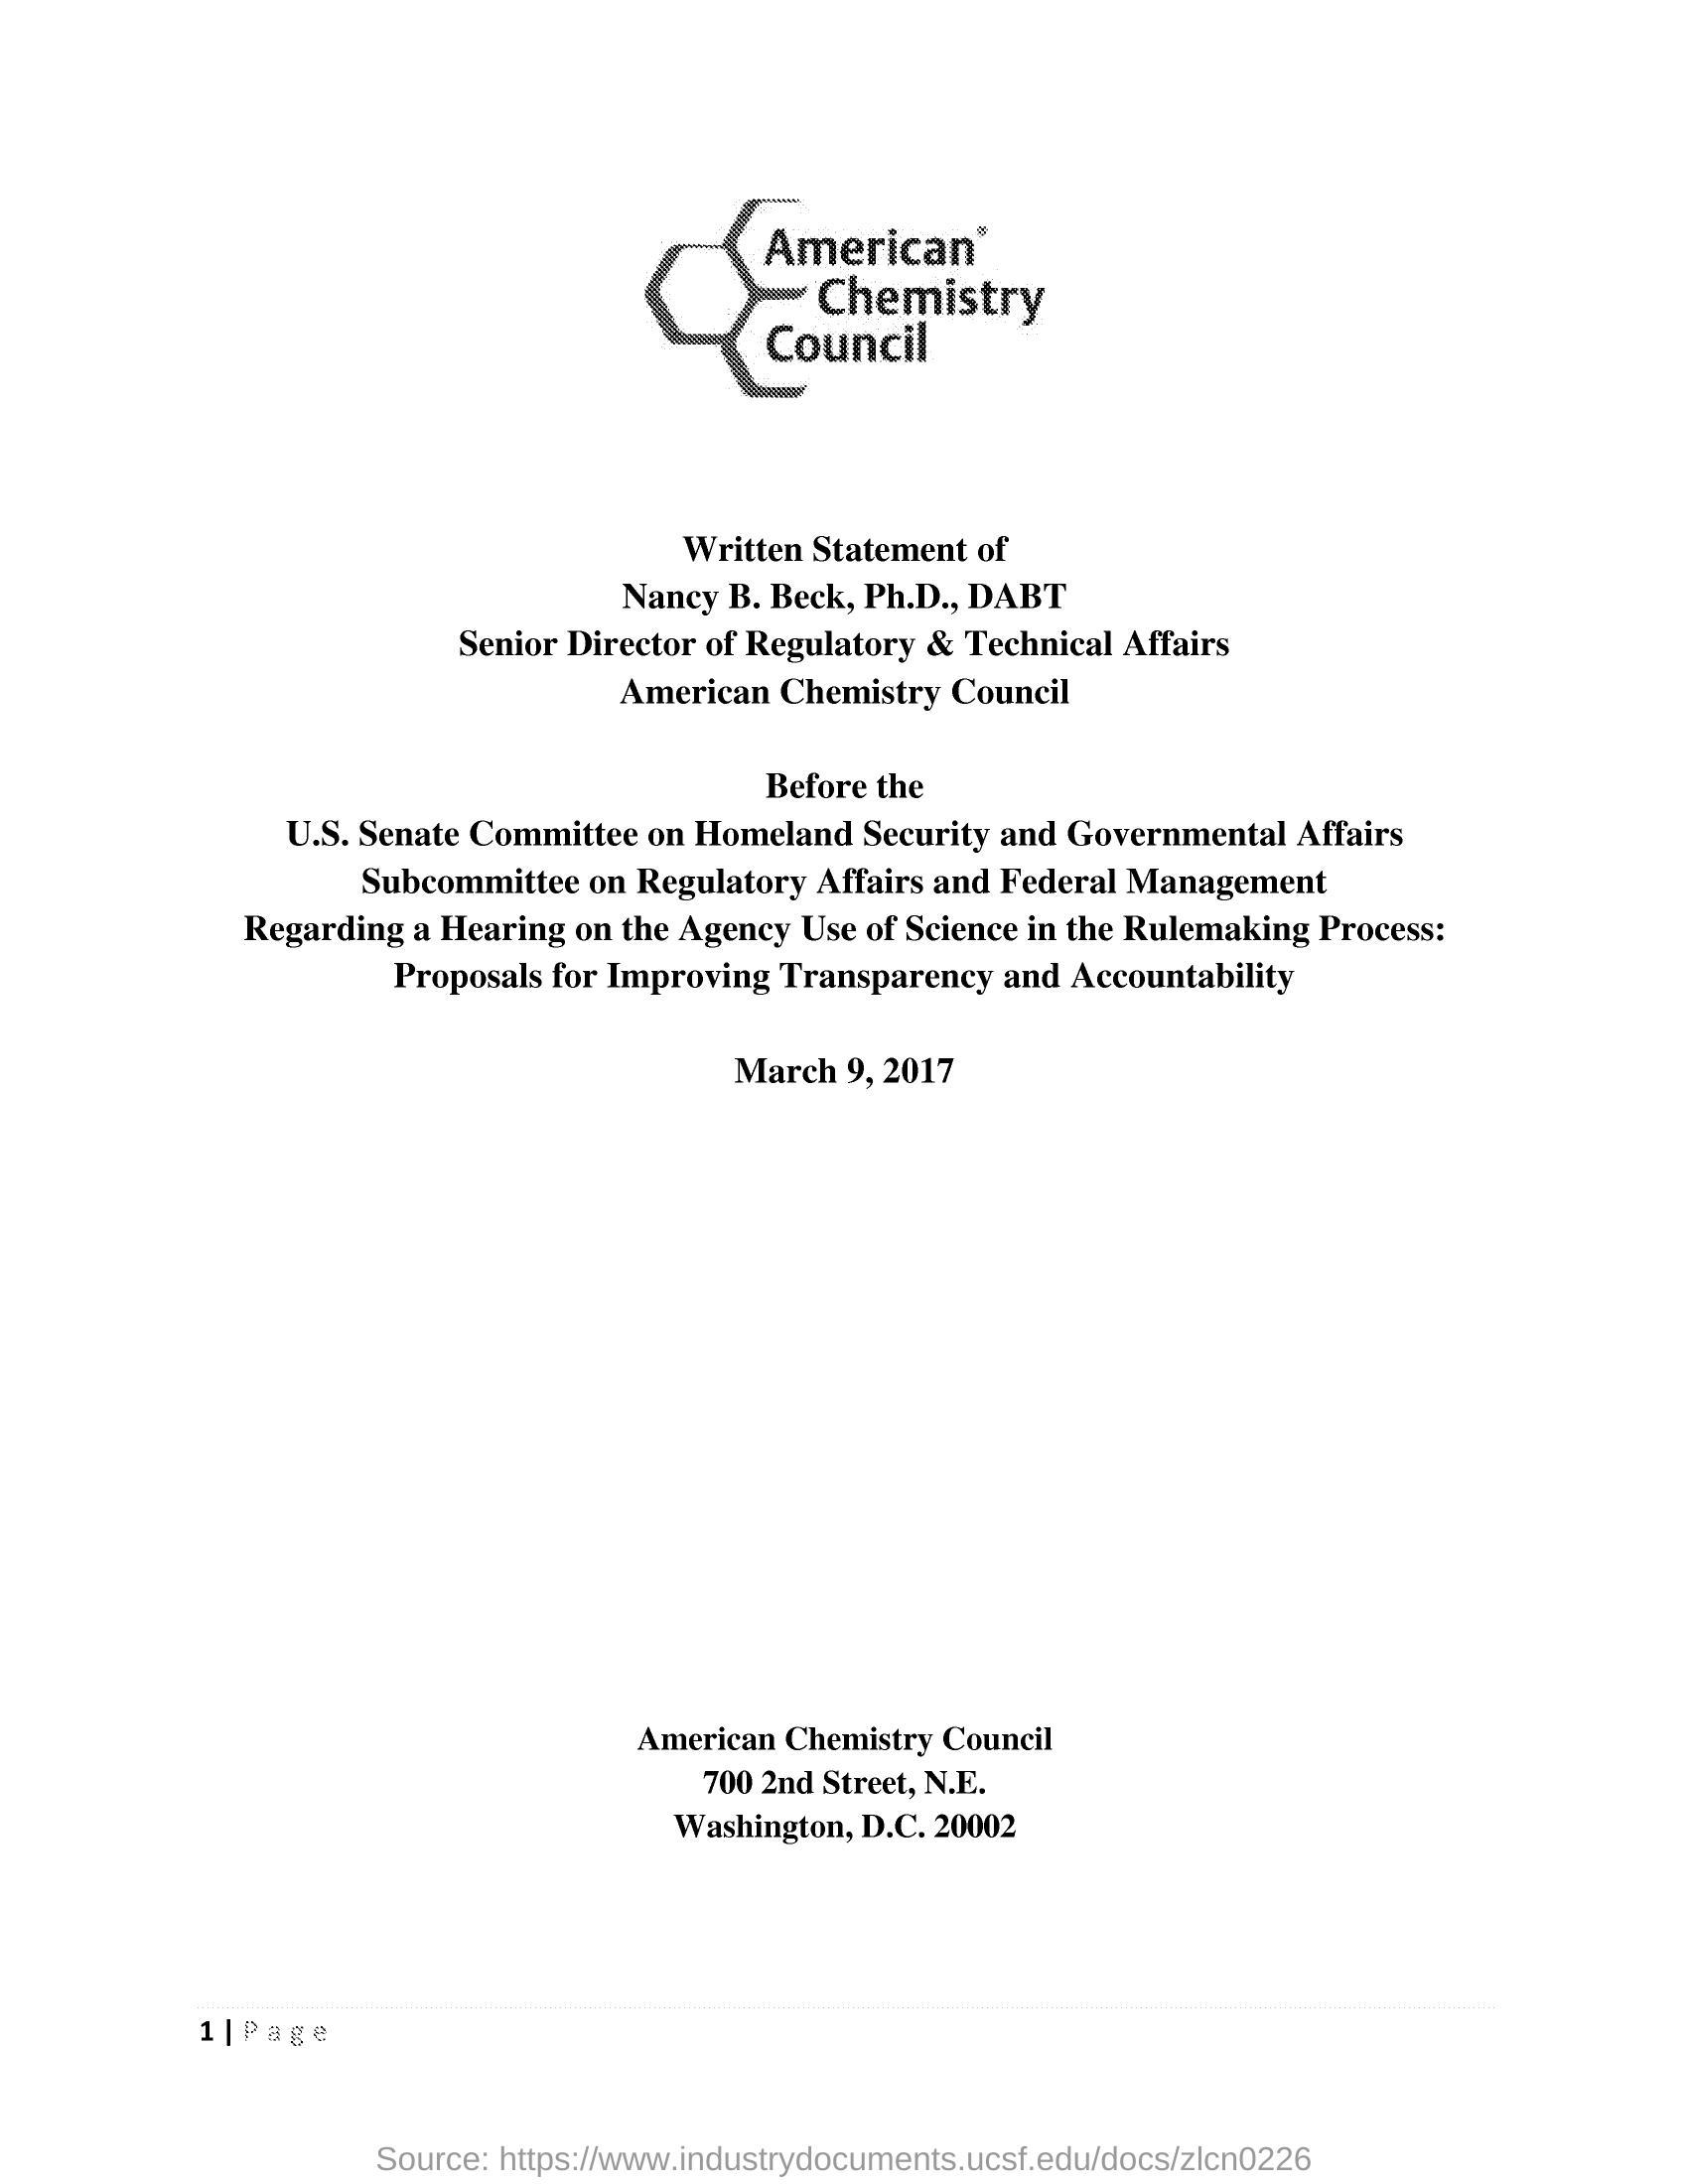 American®
Chemistry
Council
Written Statement of
Nancy B. Beck, Ph.D., DABT
Senior Director of Regulatory & Technical Affairs
American Chemistry Council
Before the
U.S. Senate Committee on Homeland Security and Governmental Affairs
Subcommittee on Regulatory Affairs and Federal Management
Regarding a Hearing on the Agency Use of Science in the Rulemaking Process:
Proposals for Improving Transparency and Accountability
March 9, 2017
American Chemistry Council
700 2nd Street, N.E.
Washington, D.C. 20002
1 | Page
Source: https://www.industrydocuments.ucsf.edu/docs/zlcn0226